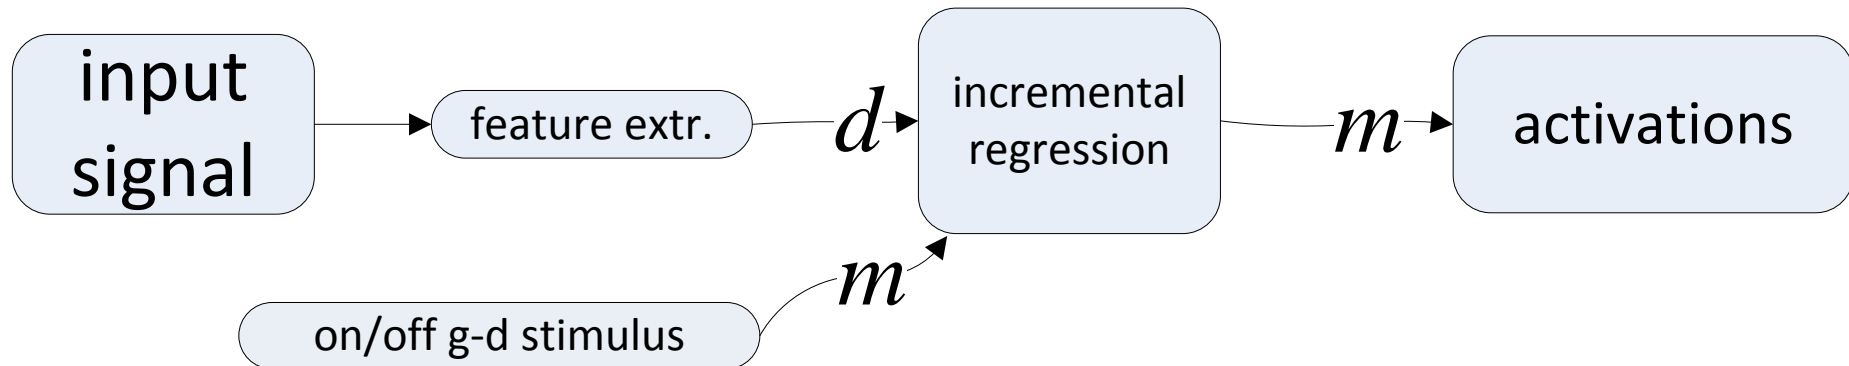 input
signal
feature extr.
d
incremental
regression
m
activations
m
on/off g-d stimulus